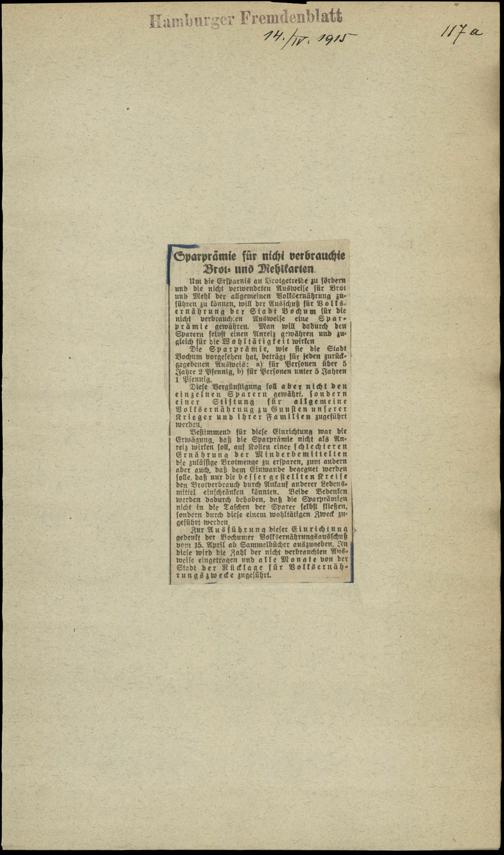 Hamburger Fremdenblatt
14./IV. 1915
117a
Sparprämie für nicht verbrauchte
Brot- und Mehlkarten.
Um die Ersparnis an Brotgetreide zu fördern
und die nicht verwendeten Ausweise für Brot
und Mehl der allgemeinen Volksernährung zu-
führen zu können, will der Ausschuß für Volks-
ernährung der Stadt Bochum für die
nicht verbrauchten Ausweise eine Spar-
prämie gewähren. Man will dadurch den
Sparern selbst einen Anreiz gewähren und zu-
gleich für die Wohltätigkeit wirken.
Die Sparprämie, wie sie die Stadt
Bochum vorgesehen hat, beträgt für jeden zurück-
gegebenen Ausweis: a) für Personen über 5
Jahre 2 Pfennig, b) für Personen unter 5 Jahren
1 Pfennig.
Diese Vergünstigung soll aber nicht den
einzelnen Sparern gewährt, sondern
einer Stiftung für allgemeine
Volksernährung zu Gunsten unserer
Krieger und ihrer Familien zugeführt
werden.
Bestimmend für diese Einrichtung war die
Erwägung, daß die Sparprämie nicht als An-
reiz wirken soll, auf Kosten einer schlechteren
Ernährung der Minderbemittelten
die zulässige Brotmenge zu ersparen, zum andern
aber auch, daß dem Einwande begegnet werden
solle, daß nur die besser gestellten Kreise
den Brotverbrauch durch Ankauf anderer Lebens-
mittel einschränken könnten. Beide Bedenken
werden dadurch behoben, daß die Sparprämien
nicht in die Taschen der Sparer selbst fließen,
sondern durch diese einem wohltätigen Zweck zu-
geführt werden.
Zur Ausführung dieser Einrichtung
gedenkt der Bochumer Volksernährungsausschuß
vom 15. April ab Sammelbücher auszugeben. In
diese wird die Zahl der nicht verbrauchten Aus-
weise eingetragen und alle Monate von der
Stadt der Rücklage für Volksernäh-
rungszwecke zugeführt.